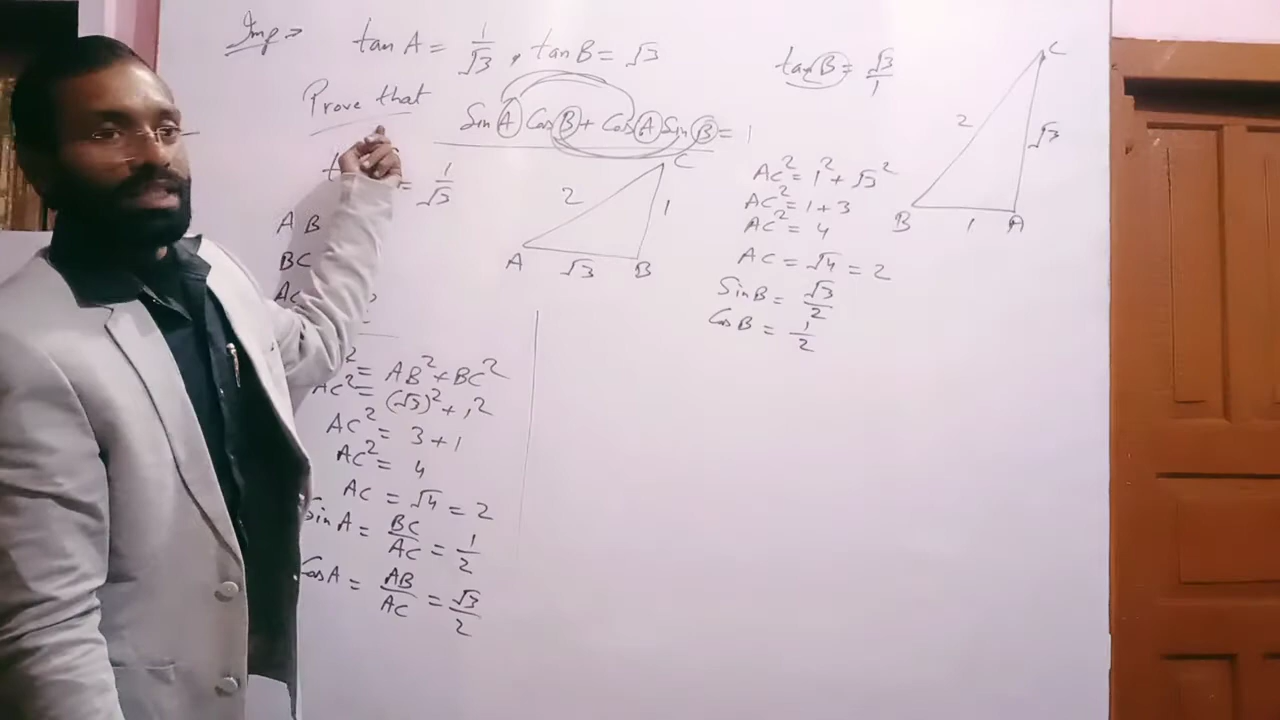 Imp ⇒ tan A = 1/√3 , tan B = √3
Prove that Sin A Cos B + Cos A Sin B = 1
t = 1/√3
A B
BC
AC
2
C
1
A √3 B
2 = AB² + BC²
AC² = (√3)² + 1²
AC² = 3 + 1
AC² = 4
AC = √4 = 2
Sin A = BC/AC = 1/2
Cos A = AB/AC = √3/2
tan B = √3/1
C
2
√3
B 1 A
AC² = 1² + √3²
AC² = 1 + 3
AC² = 4
AC = √4 = 2
Sin B = √3/2
Cos B = 1/2